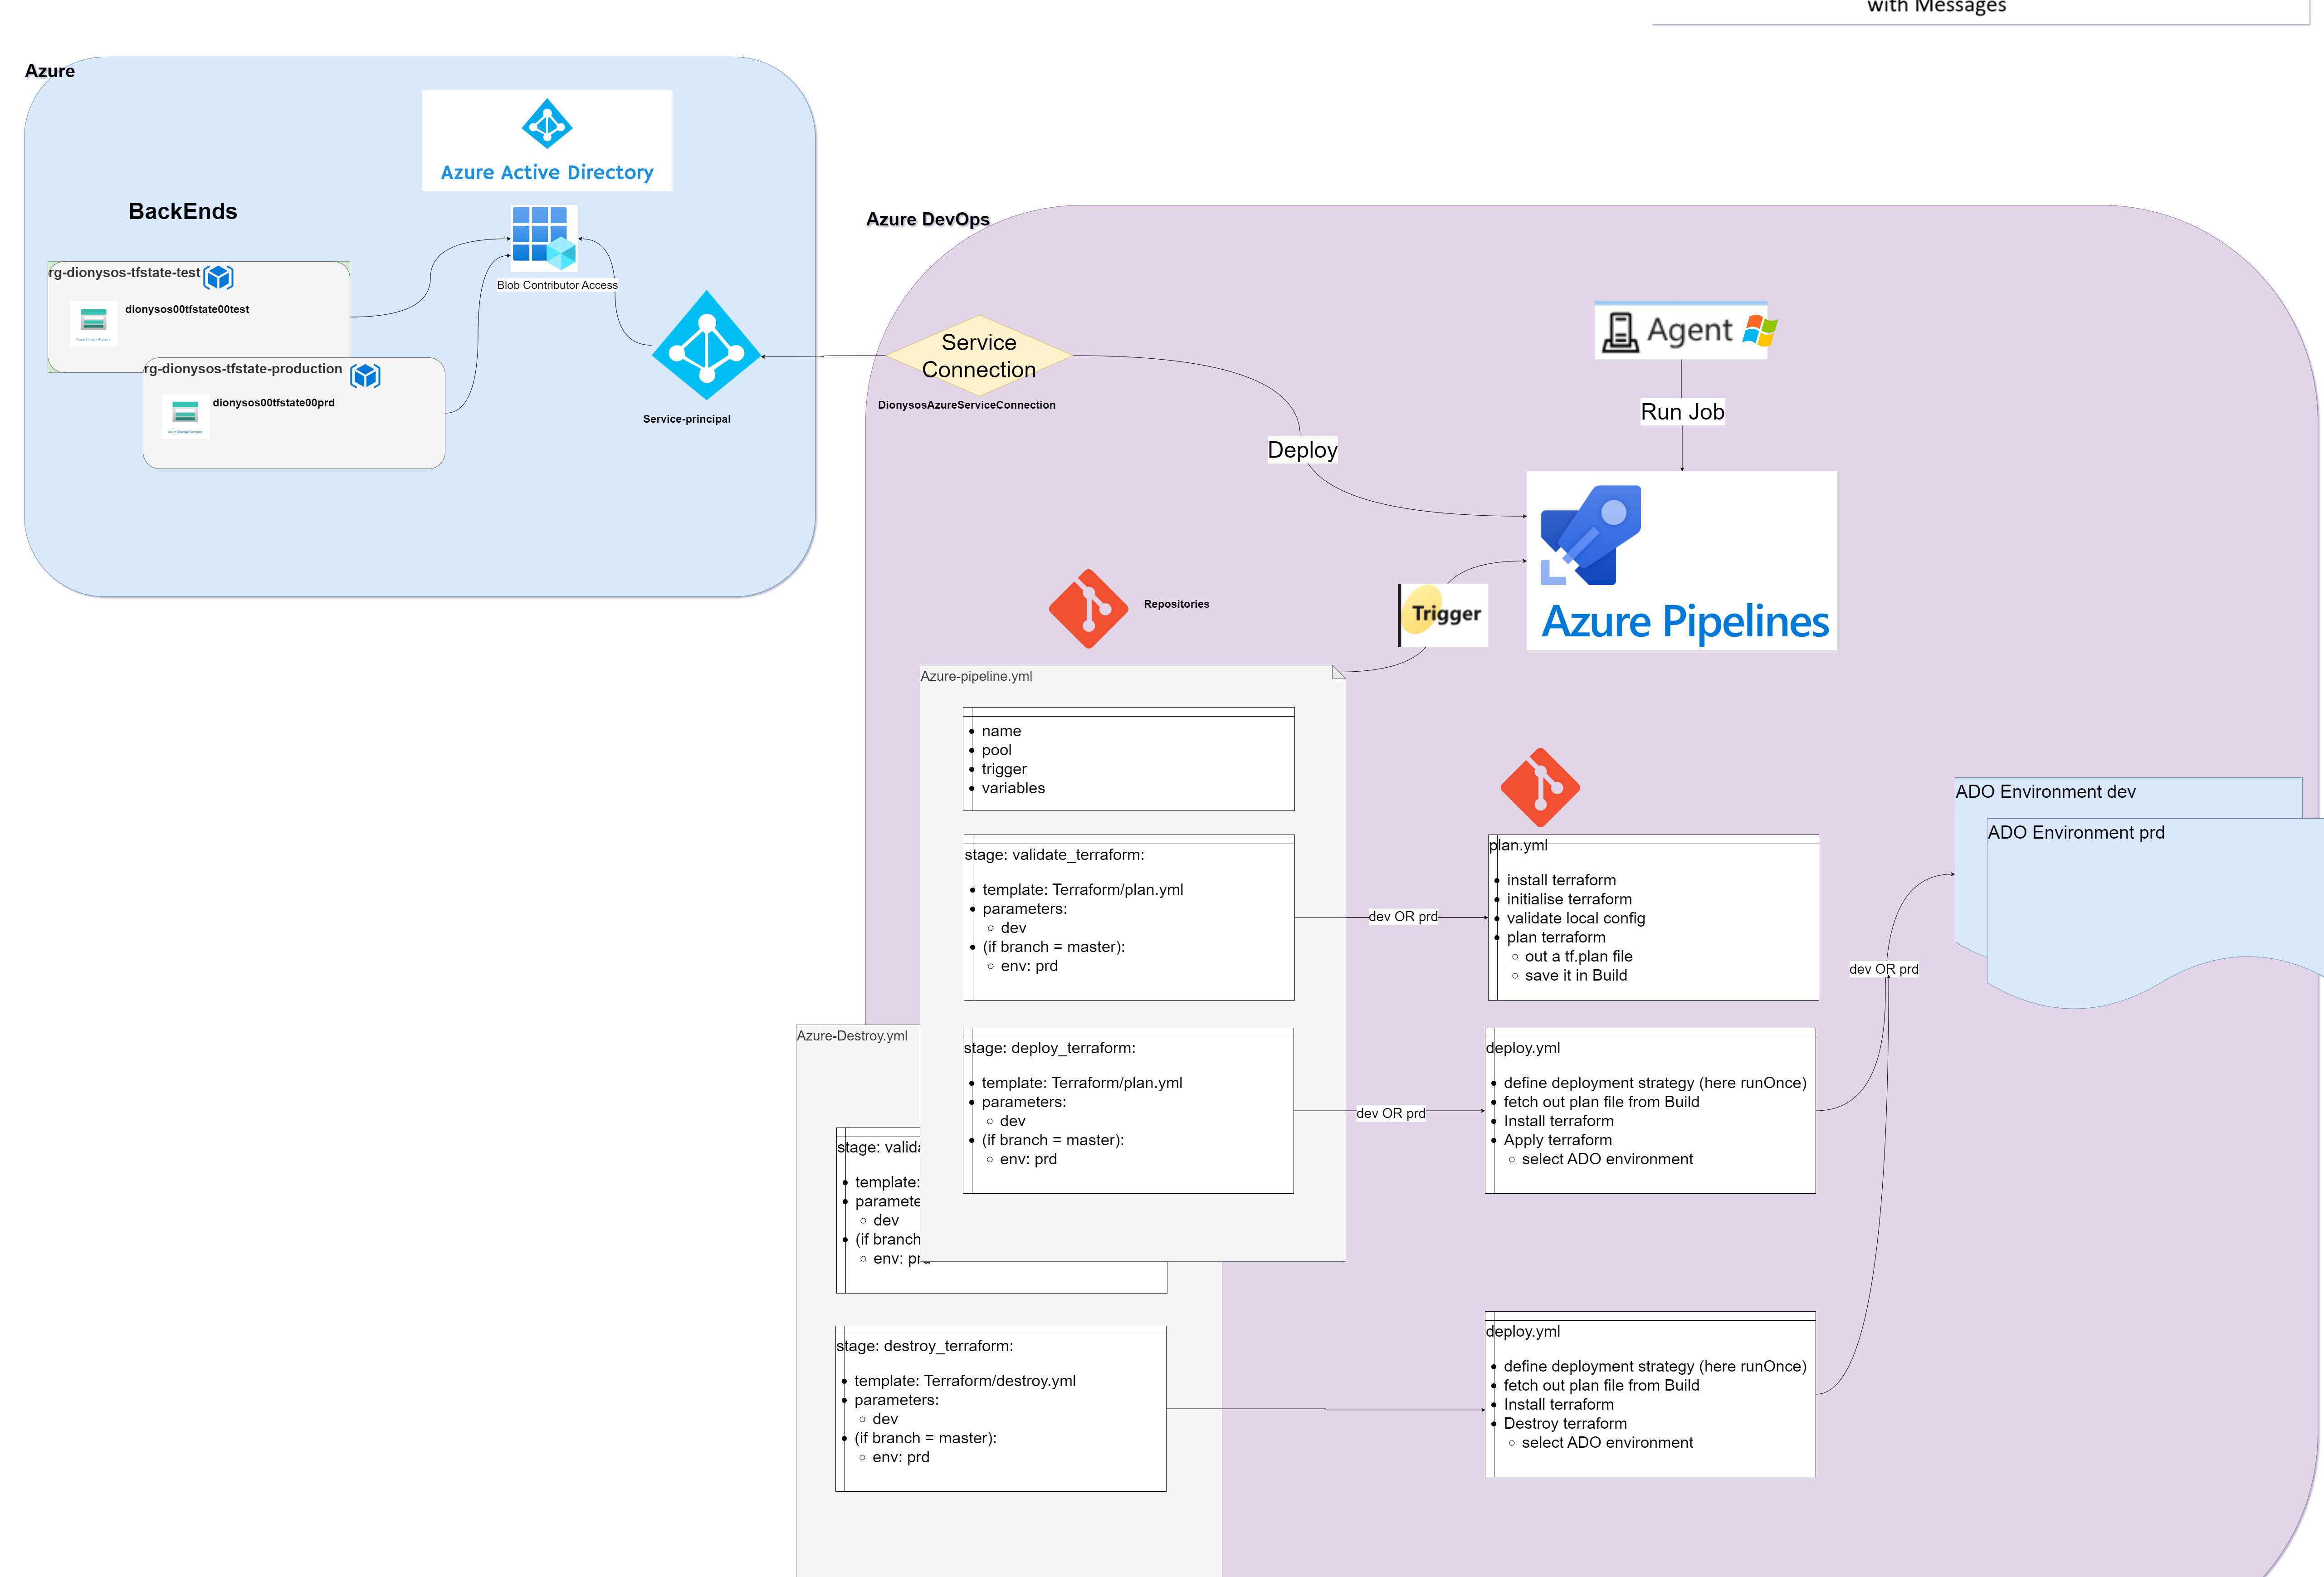 with Messages
Azure
Azure Active Directory
BackEnds
Blob Contributor Access
rg-dionysos-tfstate-test
dionysos00tfstate00test
Azure Storage Account
rg-dionysos-tfstate-production
dionysos00tfstate00prd
Azure Storage Account
Service-principal
Azure DevOps
Service
Connection
DionysosAzureServiceConnection
Agent
Run Job
Deploy
Azure Pipelines
Trigger
Repositories
Azure-pipeline.yml
name
pool
trigger
variables
stage: validate_terraform:
template: Terraform/plan.yml
parameters:
dev
(if branch = master):
env: prd
dev OR prd
plan.yml
install terraform
initialise terraform
validate local config
plan terraform
out a tf.plan file
save it in Build
ADO Environment dev
ADO Environment prd
dev OR prd
stage: deploy_terraform:
template: Terraform/plan.yml
parameters:
dev
(if branch = master):
env: prd
dev OR prd
deploy.yml
define deployment strategy (here runOnce)
fetch out plan file from Build
Install terraform
Apply terraform
select ADO environment
Azure-Destroy.yml
stage: valida
template:
paramete
dev
(if branch
env: prd
stage: destroy_terraform:
template: Terraform/destroy.yml
parameters:
dev
(if branch = master):
env: prd
deploy.yml
define deployment strategy (here runOnce)
fetch out plan file from Build
Install terraform
Destroy terraform
select ADO environment